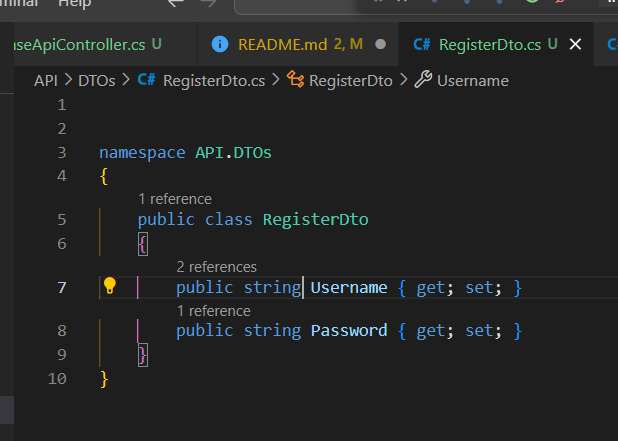 Help
aseApiController.cs U
README.md 2, M
C# RegisterDto.cs U
API > DTOs > C# RegisterDto.cs > RegisterDto > Username
1
2
3 namespace API.DTOs
4 {
1 reference
5 public class RegisterDto
6 {
2 references
7 public string Username { get; set; }
1 reference
8 public string Password { get; set; }
9 }
10 }